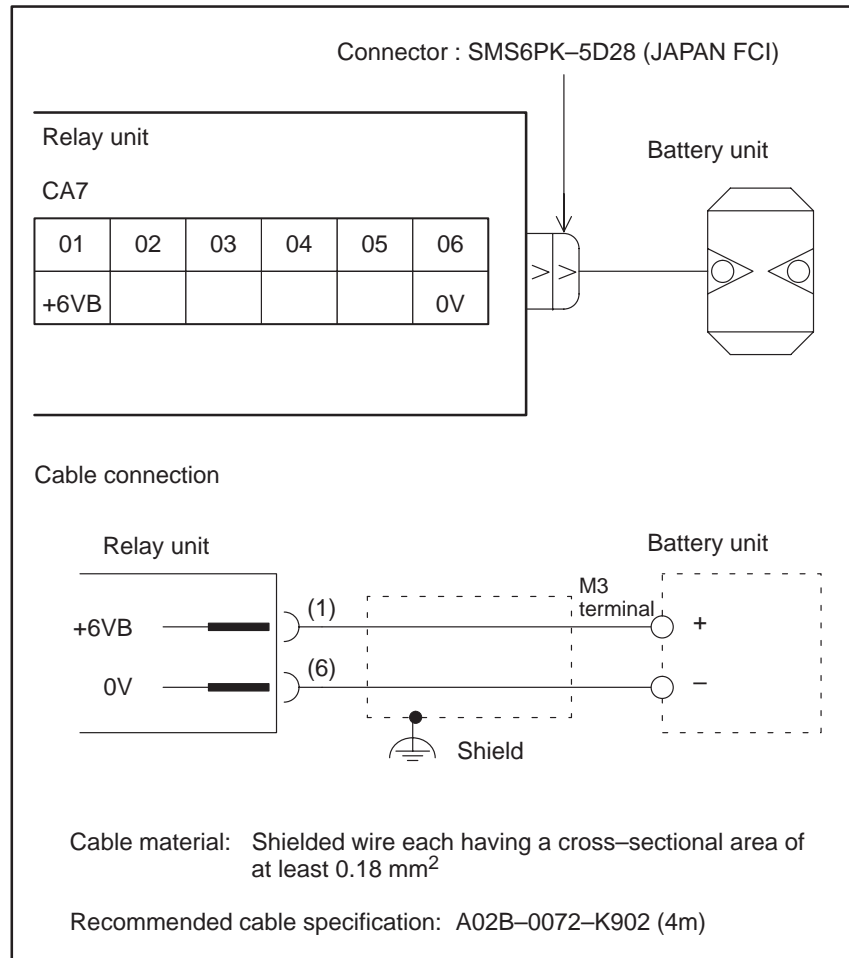 Connector : SMS6PK–5D28 (JAPAN FCI)
Relay unit
Battery unit
CA7
01 02 03 04 05 06
+6VB 0V
Cable connection
Relay unit
Battery unit
M3
terminal
+6VB (1) +
0V (6) –
Shield
Cable material: Shielded wire each having a cross–sectional area of
at least 0.18 mm2
Recommended cable specification: A02B–0072–K902 (4m)